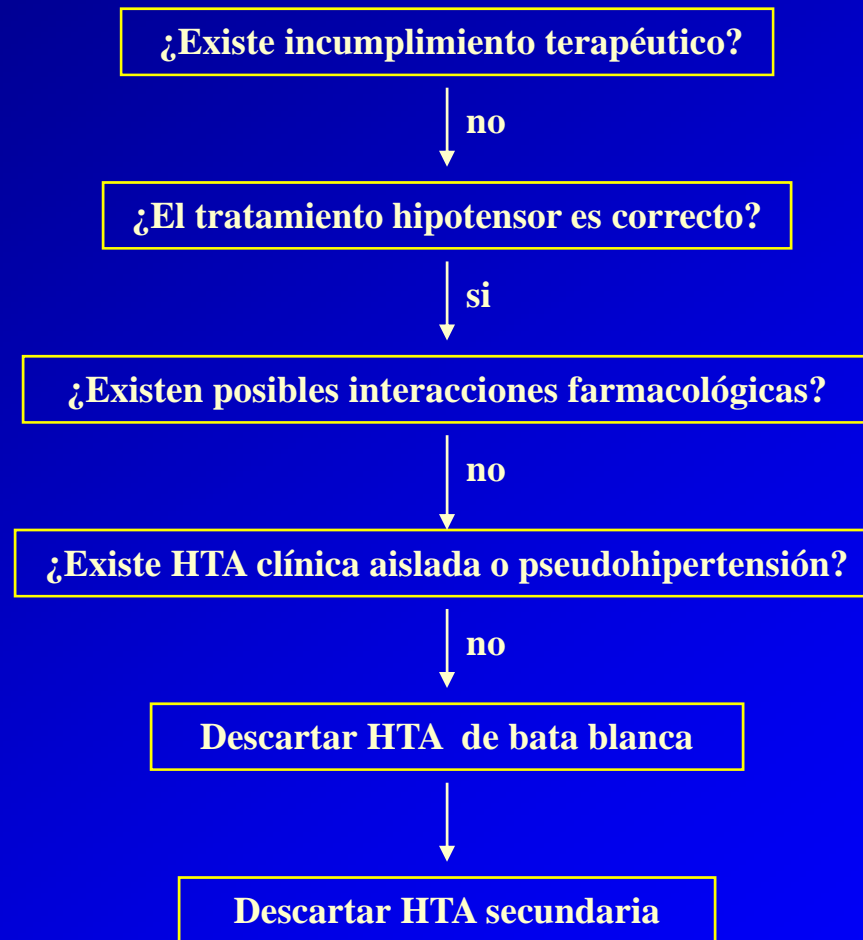 ¿Existe incumplimiento terapéutico?
no
¿El tratamiento hipotensor es correcto?
si
¿Existen posibles interacciones farmacológicas?
no
¿Existe HTA clínica aislada o pseudohipertensión?
no
Descartar HTA de bata blanca
Descartar HTA secundaria